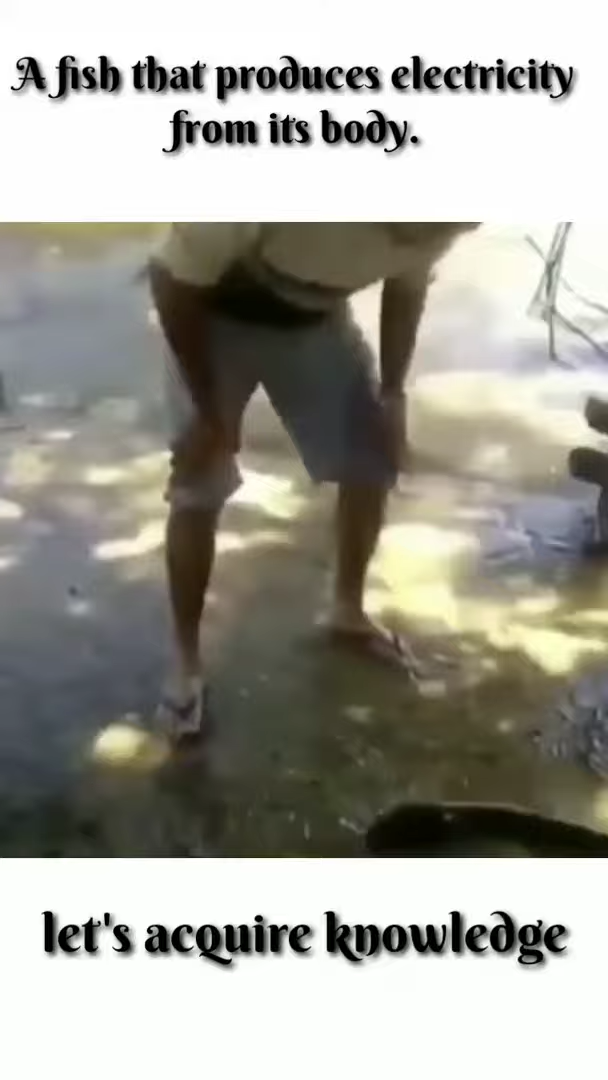 A fish that produces electricity
from its body.
let's acquire knowledge